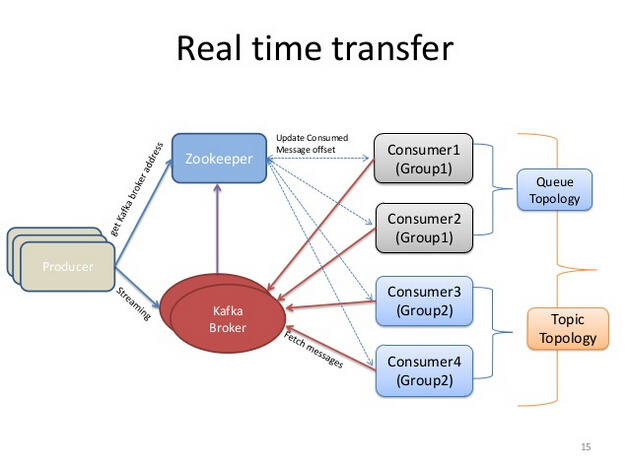 Real time transfer
get Kafka broker address
Zookeeper
Update Consumed
Message offset
Consumer1
(Group1)
Queue
Topology
Consumer2
(Group1)
Producer
Streaming
Kafka
Broker
Fetch messages
Consumer3
(Group2)
Topic
Topology
Consumer4
(Group2)
15